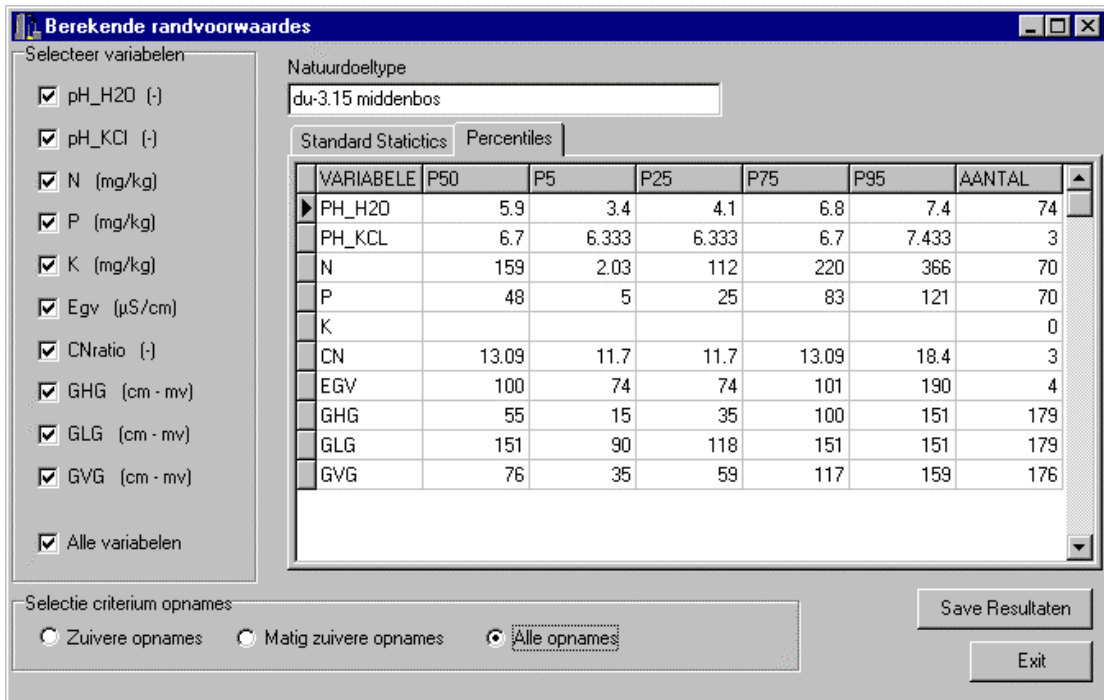 Berekende randvoorwaardes
Selecteer variabelen
pH_H2O (-)
pH_KCl (-)
N (mg/kg)
P (mg/kg)
K (mg/kg)
Egv (µS/cm)
CNratio (-)
GHG (cm - mv)
GLG (cm - mv)
GVG (cm - mv)
Alle variabelen
Natuurdoeltype
du-3.15 middenbos
Standard Statictics Percentiles
VARIABELE P50 P5 P25 P75 P95 AANTAL
PH_H2O 5.9 3.4 4.1 6.8 7.4 74
PH_KCL 6.7 6.333 6.333 6.7 7.433 3
N 159 2.03 112 220 366 70
P 48 5 25 83 121 70
K 0
CN 13.09 11.7 11.7 13.09 18.4 3
EGV 100 74 74 101 190 4
GHG 55 15 35 100 151 179
GLG 151 90 118 151 151 179
GVG 76 35 59 117 159 176
Selectie criterium opnames
Zuivere opnames Matig zuivere opnames Alle opnames
Save Resultaten
Exit